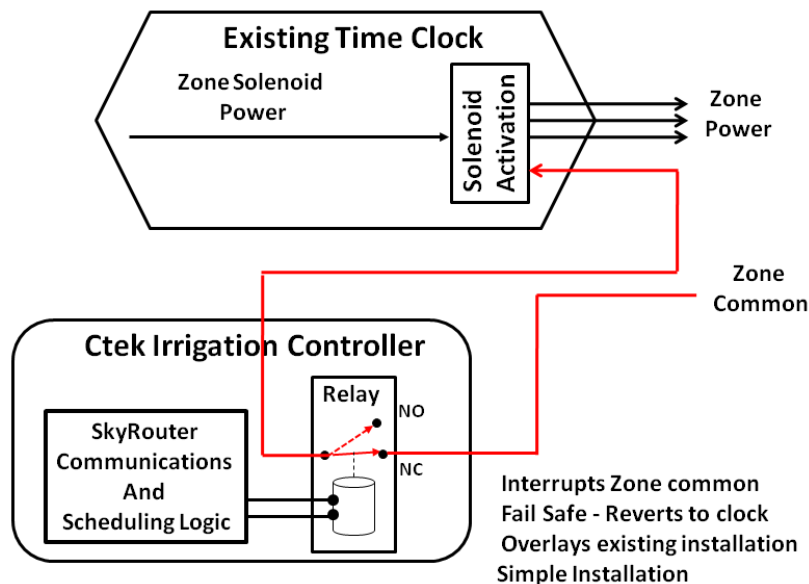 Existing Time Clock
Zone Solenoid
Power
Solenoid
Activation
Zone
Power
Zone
Common
Ctek Irrigation Controller
Relay
NO
NC
SkyRouter
Communications
And
Scheduling Logic
Interrupts Zone common
Fail Safe - Reverts to clock
Overlays existing installation
Simple Installation